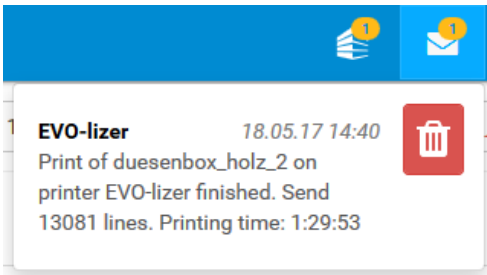 1
1
1
EVO-lizer 18.05.17 14:40
Print of duesenbox_holz_2 on
printer EVO-lizer finished. Send
13081 lines. Printing time: 1:29:53